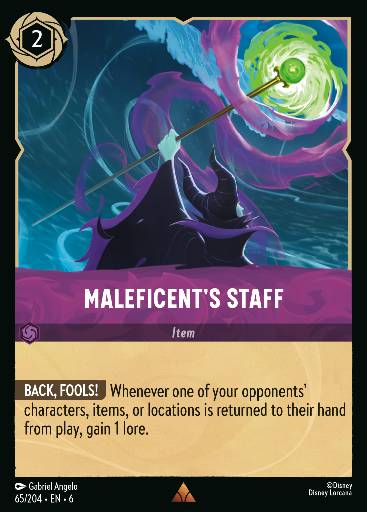 2
MALEFICENT'S STAFF
Item
BACK, FOOLS! Whenever one of your opponents'
characters, items, or locations is returned to their hand
from play, gain 1 lore.
Gabriel Angelo
©Disney
65/204 • EN • 6
Disney Lorcana